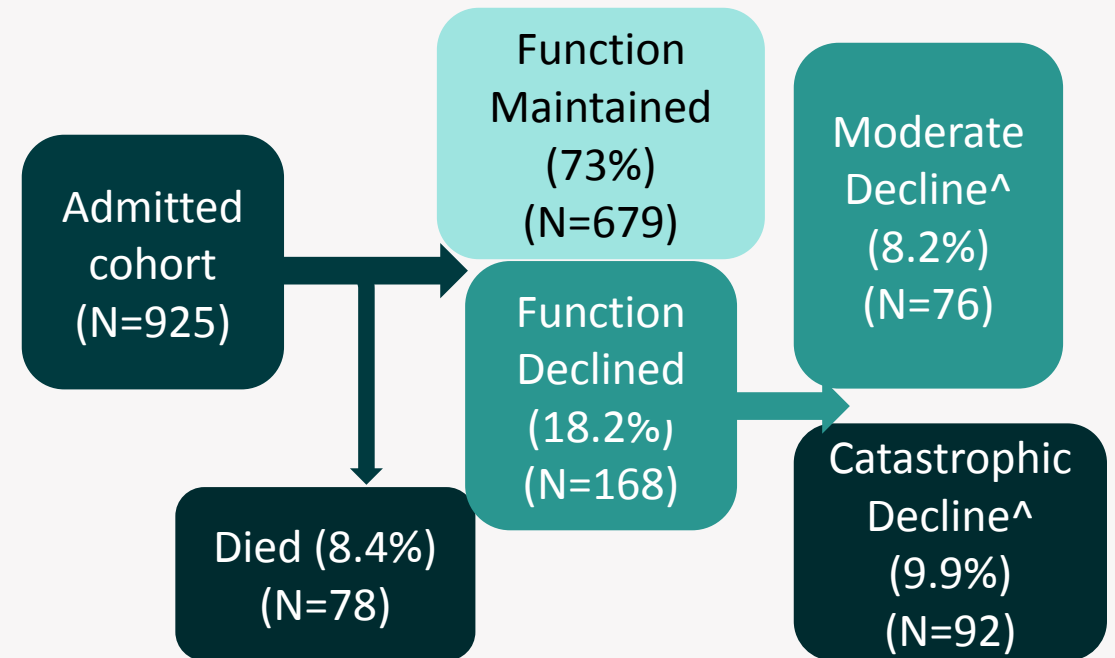 Admitted
cohort
(N=925)
Function
Maintained
(73%)
(N=679)
Function
Declined
(18.2%)
(N=168)
Died (8.4%)
(N=78)
Moderate
Decline^
(8.2%)
(N=76)
Catastrophic
Decline^
(9.9%)
(N=92)